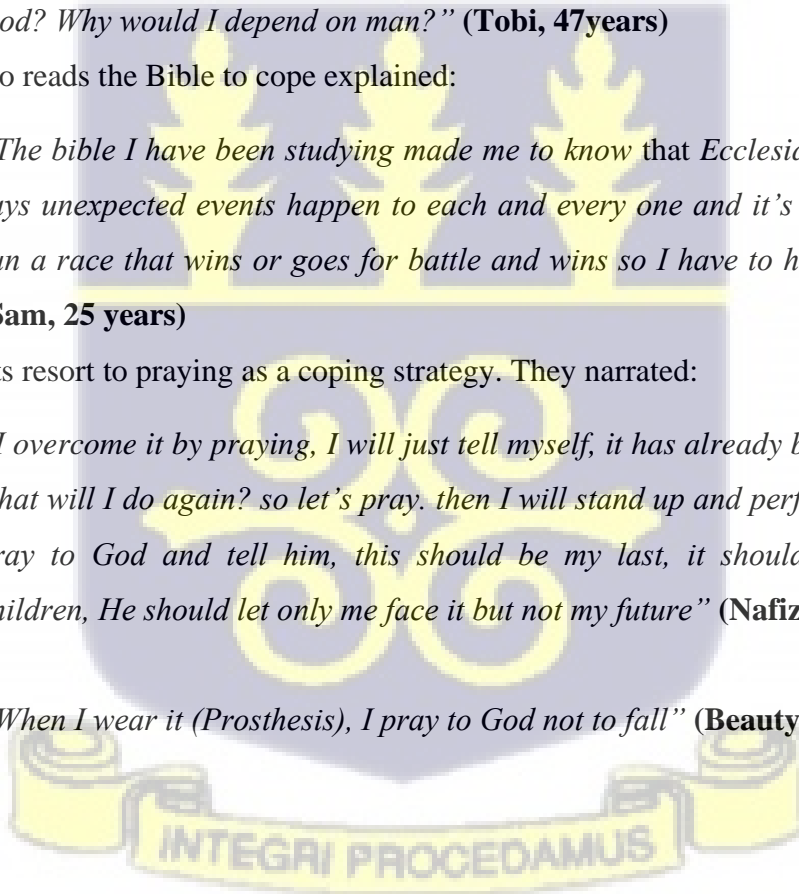 od? Why would I depend on man?" (Tobi, 47years)
o reads the Bible to cope explained:
The bible I have been studying made me to know that Ecclesia
ys unexpected events happen to each and every one and it's
n a race that wins or goes for battle and wins so I have to h
Sam, 25 years)
ts resort to praying as a coping strategy. They narrated:
I overcome it by praying, I will just tell myself, it has already b
hat will I do again? so let's pray. then I will stand up and perf
ray to God and tell him, this should be my last, it shoul
hildren, He should let only me face it but not my future" (Nafiz
When I wear it (Prosthesis), I pray to God not to fall" (Beauty
INTEGRI PROCEDAMUS